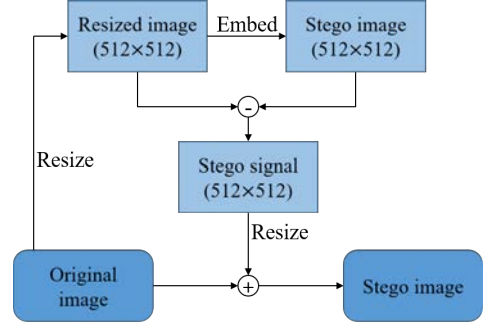 Resized image
(512×512)
Embed
Stego image
(512×512)
-
Stego signal
(512×512)
Resize
Resize
Original
image
+
Stego image